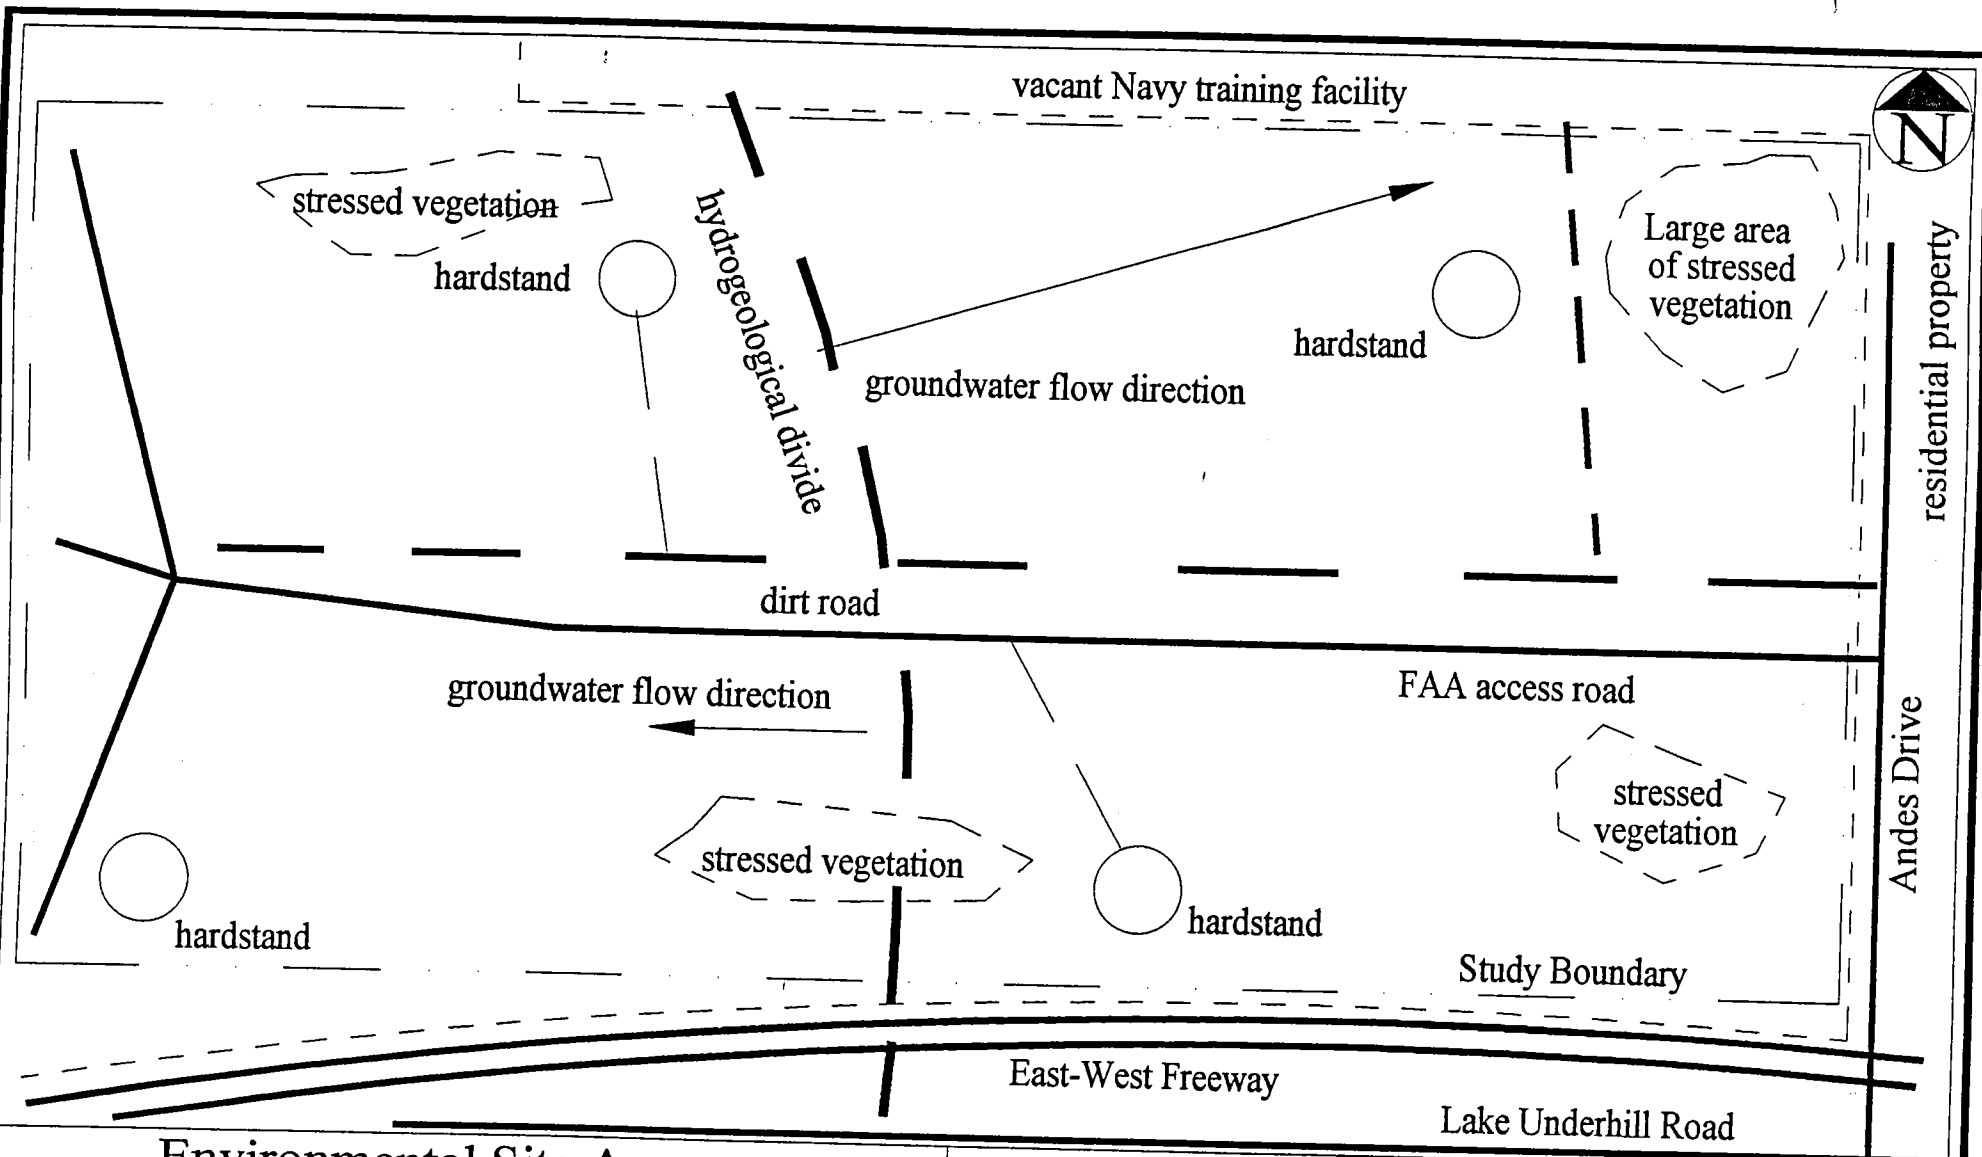 vacant Navy training facility
N
stressed vegetation
hardstand
hydrogeological divide
groundwater flow direction
hardstand
Large area
of stressed
vegetation
residential property
dirt road
FAA access road
groundwater flow direction
stressed vegetation
hardstand
hardstand
stressed
vegetation
Andes Drive
Study Boundary
East-West Freeway
Lake Underhill Road
Environmental Site